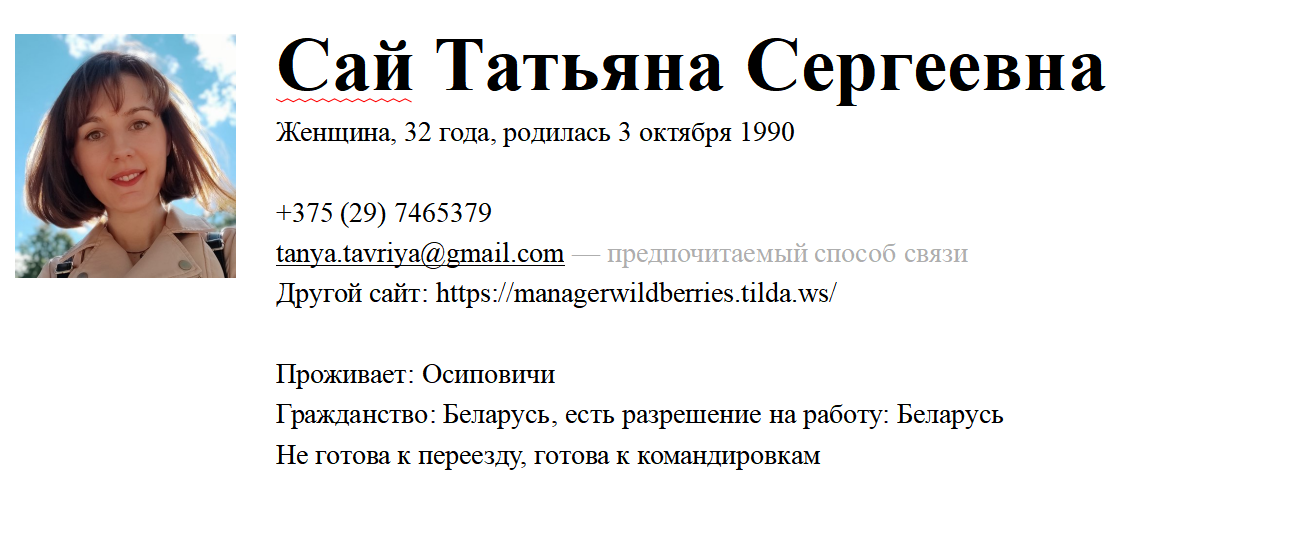 Сай Татьяна Сергеевна
Женщина, 32 года, родилась 3 октября 1990
+375 (29) 7465379
tanya.tavriya@gmail.com — предпочитаемый способ связи
Другой сайт: https://managerwildberries.tilda.ws/
Проживает: Осиповичи
Гражданство: Беларусь, есть разрешение на работу: Беларусь
Не готова к переезду, готова к командировкам